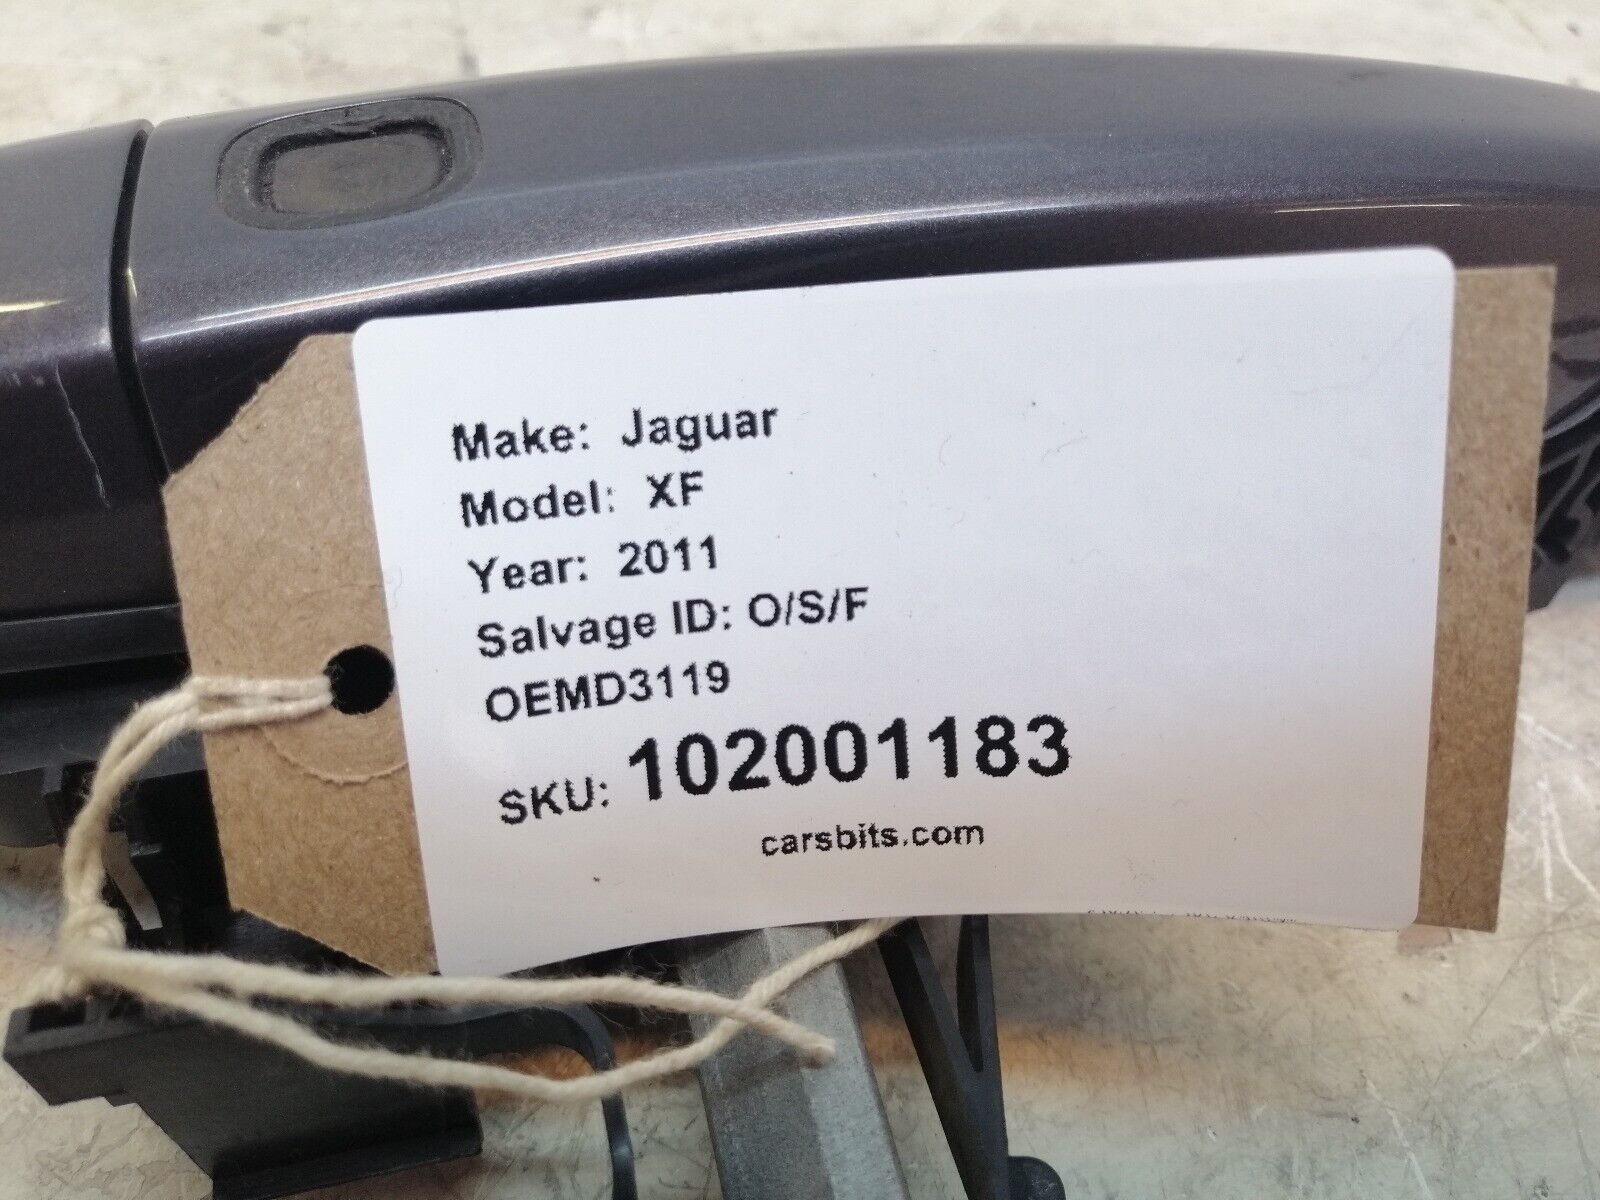 Make: Jaguar
Model: XF
Year: 2011
Salvage ID: O/S/F
OEMD3119
SKU: 102001183
carsbits.com